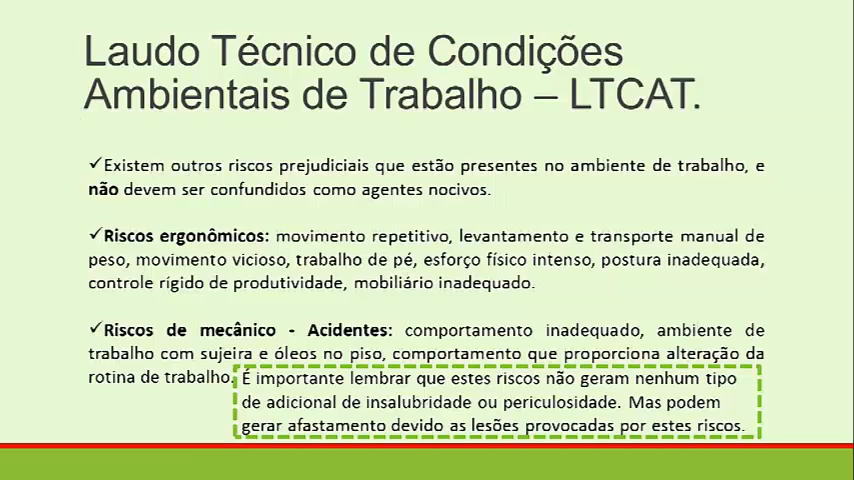 Laudo Técnico de Condições
Ambientais de Trabalho – LTCAT.
✓Existem outros riscos prejudiciais que estão presentes no ambiente de trabalho, e
não devem ser confundidos como agentes nocivos.
✓Riscos ergonômicos: movimento repetitivo, levantamento e transporte manual de
peso, movimento vicioso, trabalho de pé, esforço físico intenso, postura inadequada,
controle rígido de produtividade, mobiliário inadequado.
✓Riscos de mecânico - Acidentes: comportamento inadequado, ambiente de
trabalho com sujeira e óleos no piso, comportamento que proporciona alteração da
rotina de trabalho.
É importante lembrar que estes riscos não geram nenhum tipo
de adicional de insalubridade ou periculosidade. Mas podem
gerar afastamento devido as lesões provocadas por estes riscos.